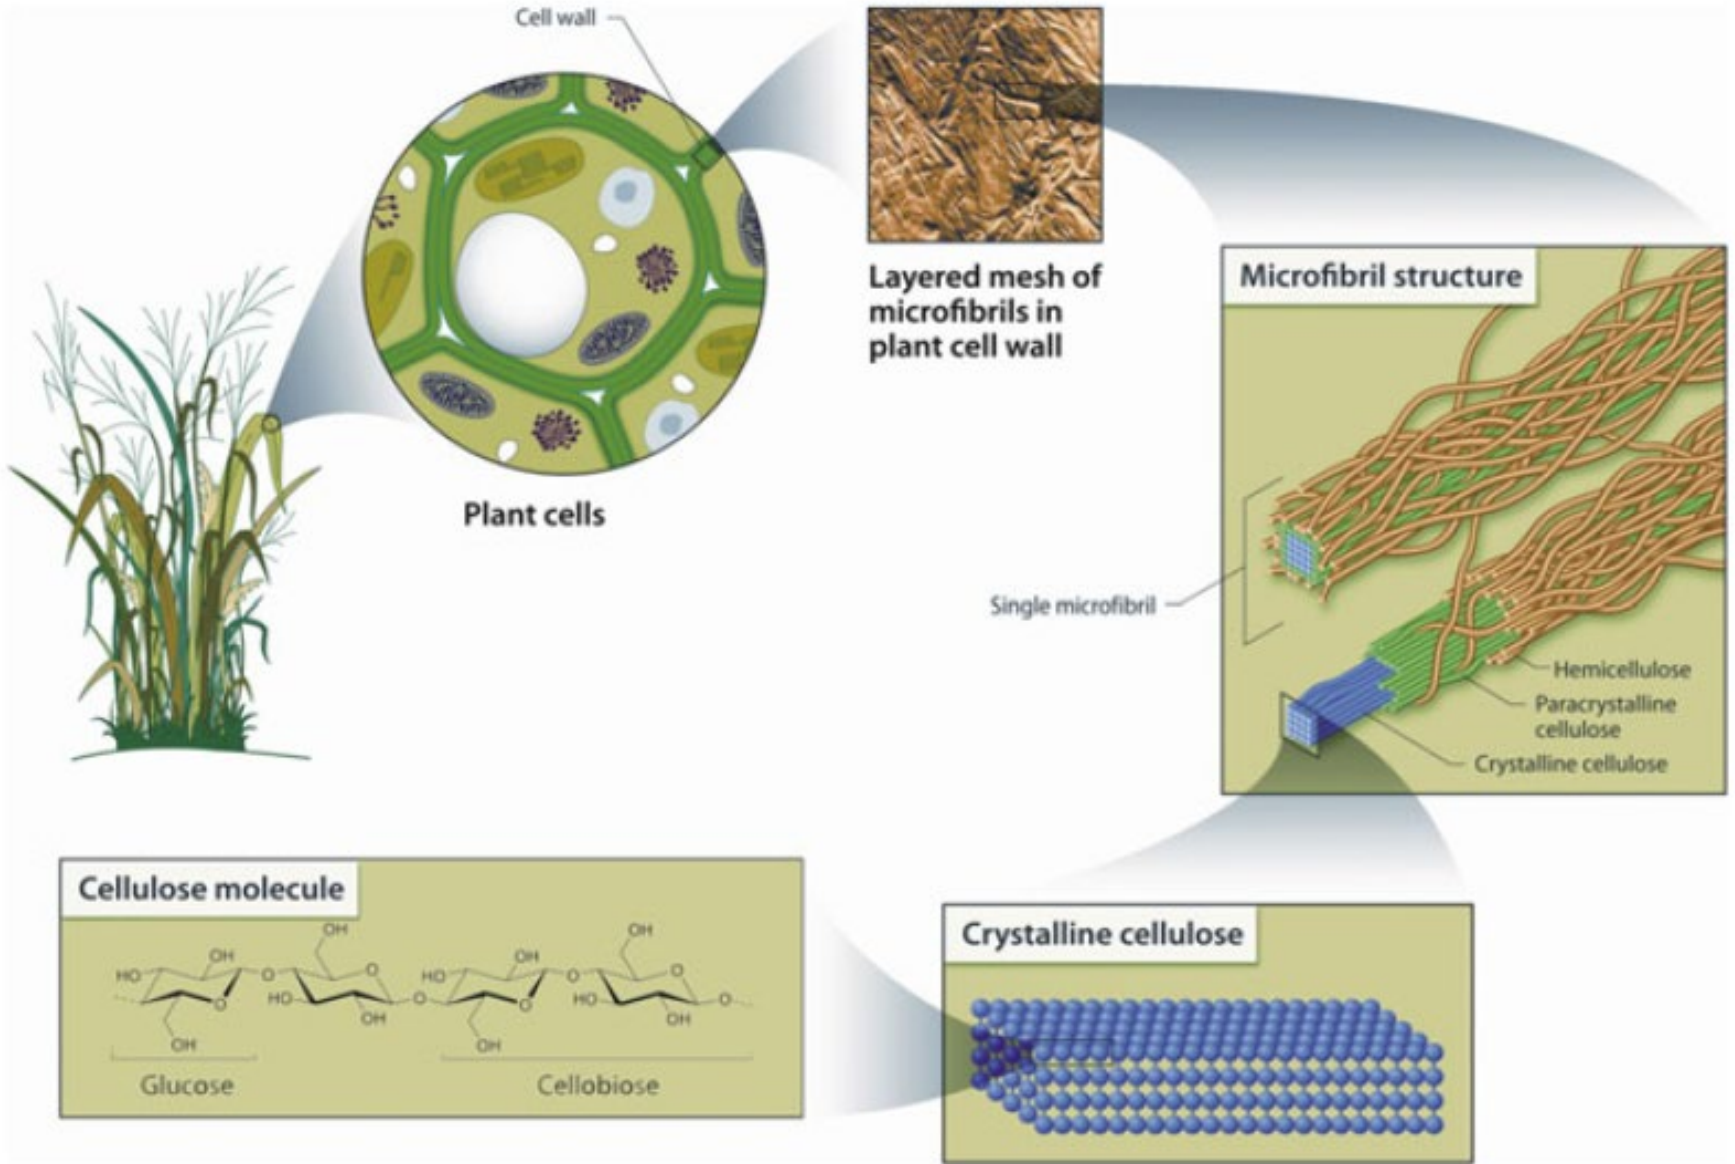 Cell wall
Plant cells
Layered mesh of
microfibrils in
plant cell wall
Microfibril structure
Single microfibril
Hemicellulose
Paracrystalline
cellulose
Crystalline cellulose
Cellulose molecule
OH
OH
HO
O
O
O
HO
OH
OH
O
OH
HO
O
O
OH
OH
O
HO
OH
O
Glucose
Cellobiose
Crystalline cellulose